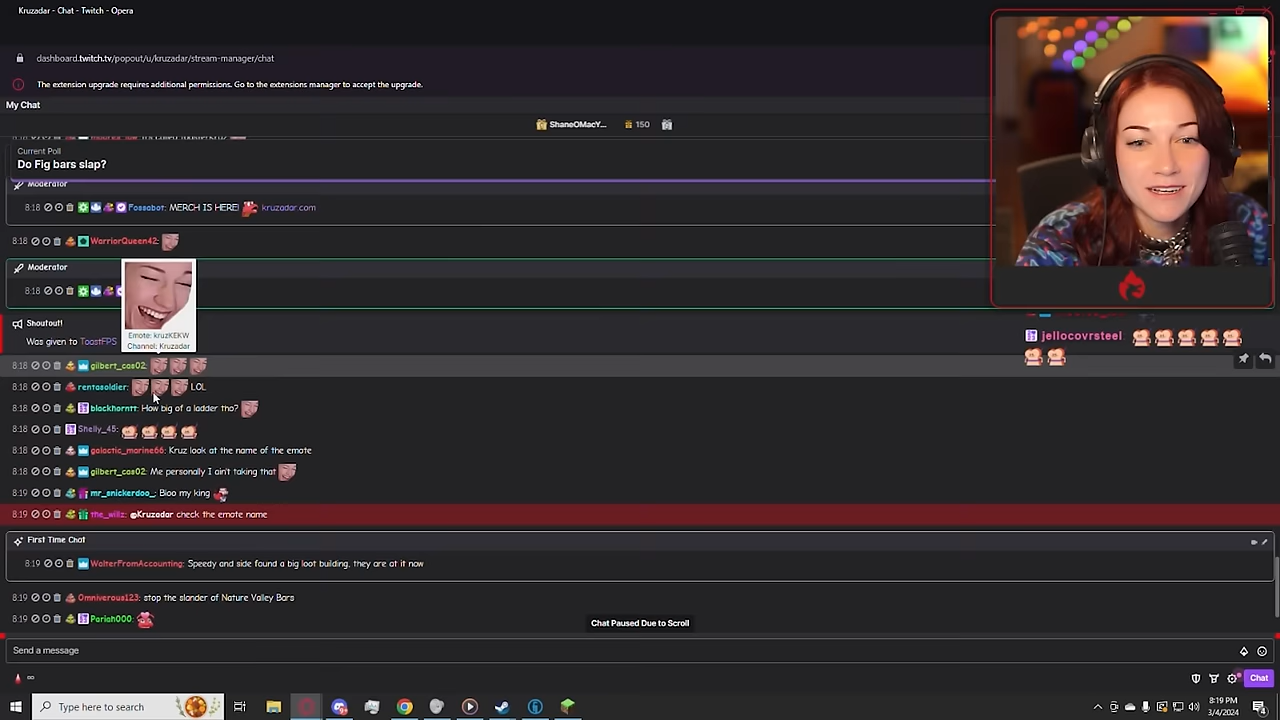 Kruzadar - Chat - Twitch - Opera
dashboard.twitch.tv/popout/u/kruzadar/stream-manager/chat
The extension upgrade requires additional permissions. Go to the extensions manager to accept the upgrade.
My Chat
ShaneOMacY... 150
Current Poll
Do Fig bars slap?
Moderator
8:18 Fossabot: MERCH IS HERE! kruzadar.com
8:18 WarriorQueen42:
Moderator
8:18
Emote: kruzKEKW
Channel: Kruzadar
Shoutout!
Was given to ToastFPS
jellocovrsteel
8:18 gilbert_cas02:
8:18 rentasoldier: LOL
8:18 blackhorntt: How big of a ladder tho?
8:18 Shelly_45:
8:18 galactic_marine66: Kruz look at the name of the emote
8:18 gilbert_cas02: Me personally I ain't taking that
8:19 mr_snickerdoo_: Bloo my king
8:19 the_willz: @Kruzadar check the emote name
First Time Chat
8:19 WalterFromAccounting: Speedy and side found a big loot building, they are at it now
8:19 Omniverous123: stop the slander of Nature Valley Bars
8:19 Pariah000:
Chat Paused Due to Scroll
Send a message
∞
Chat
Type here to search
8:19 PM
3/4/2024